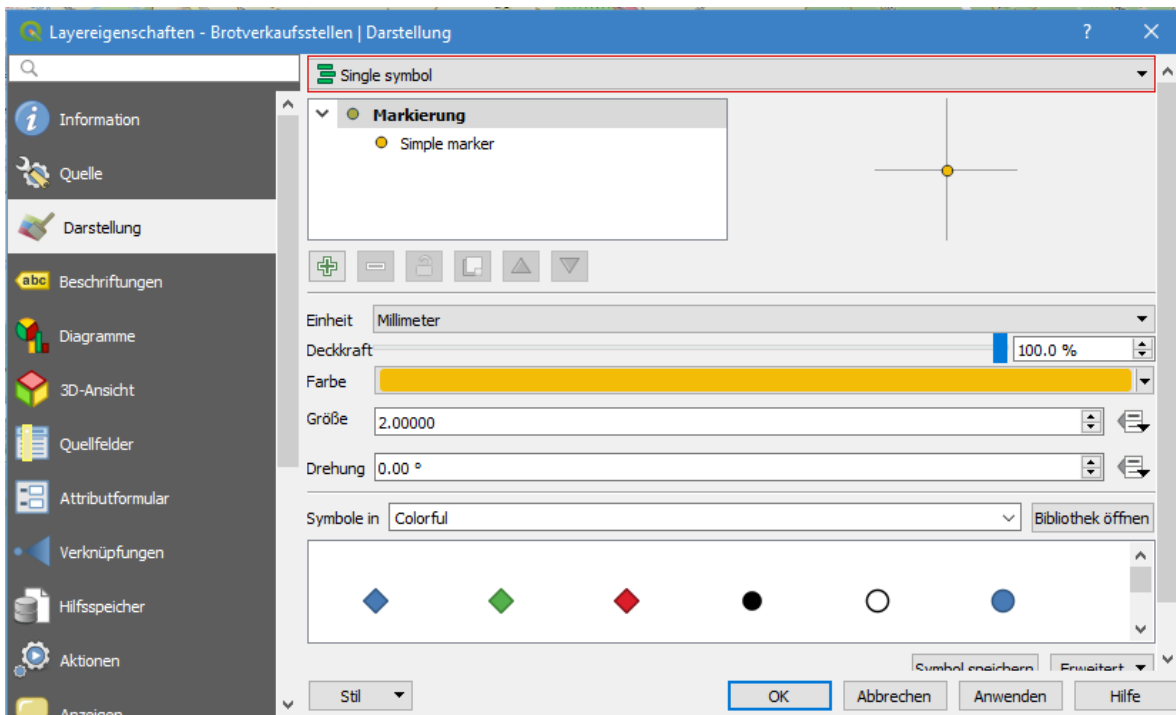 Layereigenschaften - Brotverkaufsstellen | Darstellung
?
Single symbol
Information
Quelle
Darstellung
abc Beschriftungen
Diagramme
3D-Ansicht
Quellfelder
Attributformular
Verknüpfungen
Hilfsspeicher
Aktionen
Anzeigen
Markierung
Simple marker
Einheit Millimeter
Deckkraft 100.0 %
Farbe
Größe 2.00000
Drehung 0.00 °
Symbole in Colorful Bibliothek öffnen
Symbol speichern Erweitert
Stil OK Abbrechen Anwenden Hilfe